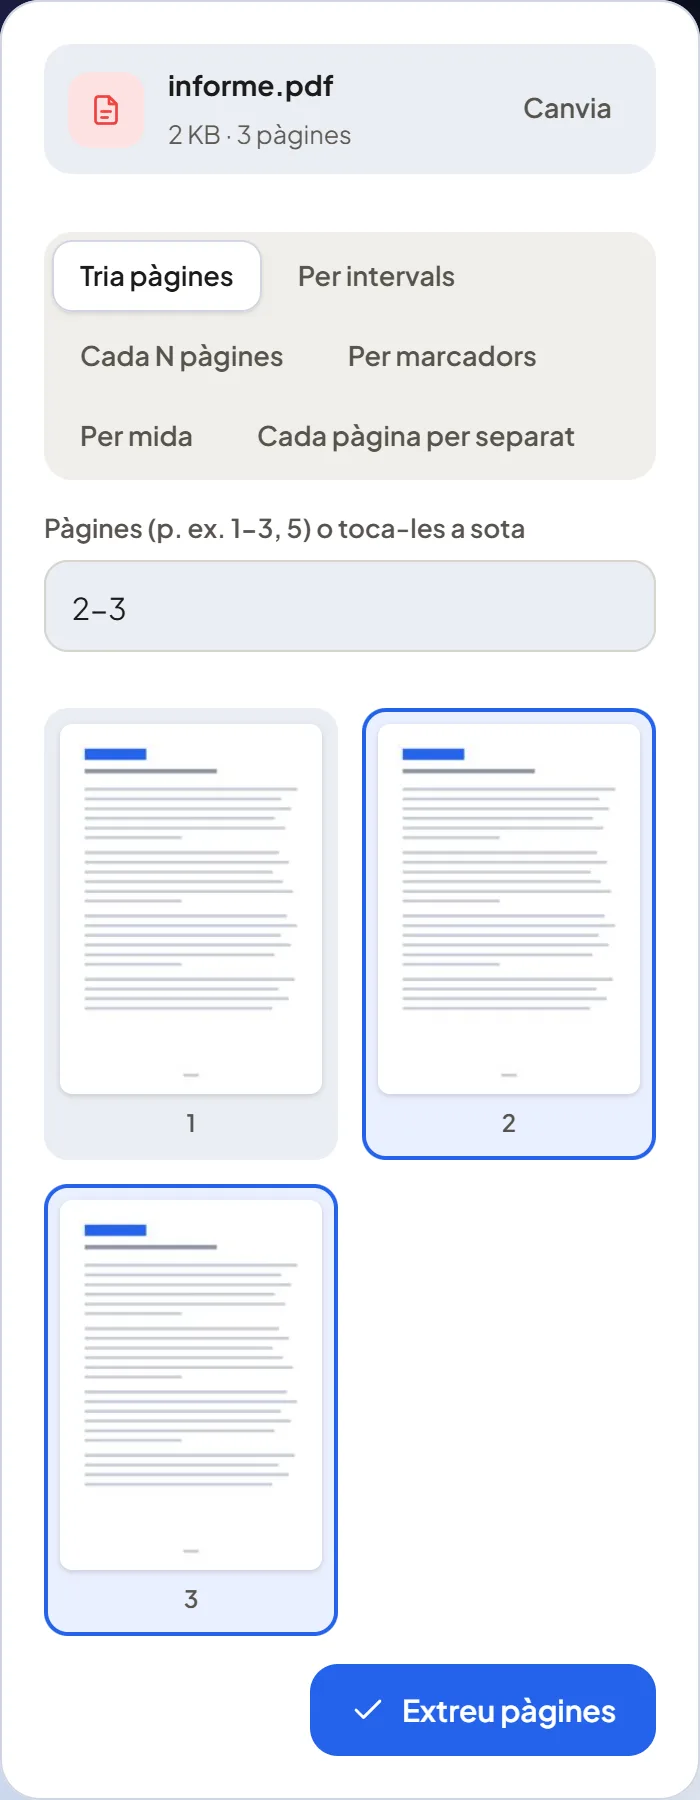 informe.pdf
2 KB · 3 pàgines
Canvia
Tria pàgines
Per intervals
Cada N pàgines
Per marcadors
Per mida
Cada pàgina per separat
Pàgines (p. ex. 1–3, 5) o toca-les a sota
2–3
1
2
3
Extreu pàgines